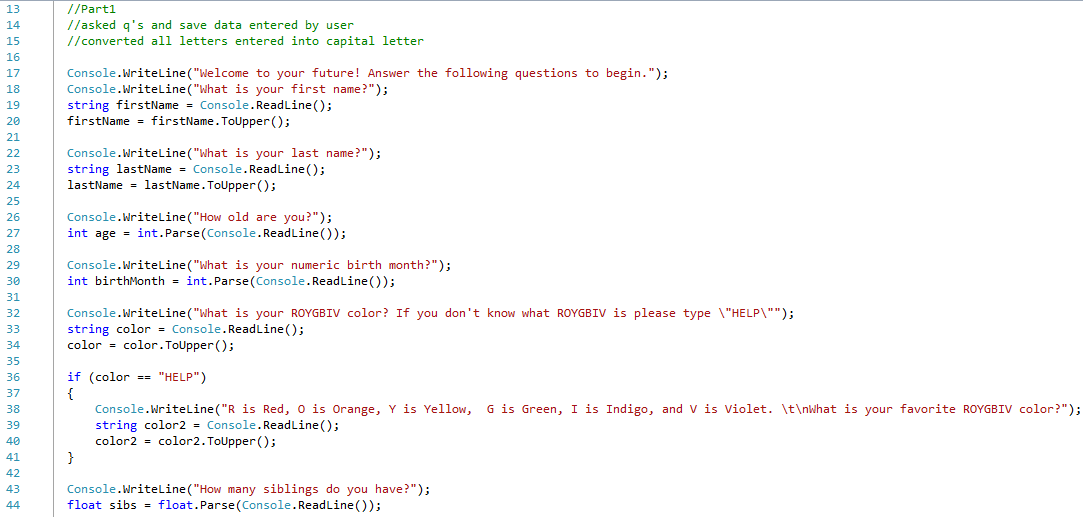 13 //Part1
14 //asked q's and save data entered by user
15 //converted all letters entered into capital letter
16
17 Console.WriteLine("Welcome to your future! Answer the following questions to begin.");
18 Console.WriteLine("What is your first name?");
19 string firstName = Console.ReadLine();
20 firstName = firstName.ToUpper();
21
22 Console.WriteLine("What is your last name?");
23 string lastName = Console.ReadLine();
24 lastName = lastName.ToUpper();
25
26 Console.WriteLine("How old are you?");
27 int age = int.Parse(Console.ReadLine());
28
29 Console.WriteLine("What is your numeric birth month?");
30 int birthMonth = int.Parse(Console.ReadLine());
31
32 Console.WriteLine("What is your ROYGBIV color? If you don't know what ROYGBIV is please type \"HELP\"");
33 string color = Console.ReadLine();
34 color = color.ToUpper();
35
36 if (color == "HELP")
37 {
38     Console.WriteLine("R is Red, O is Orange, Y is Yellow,  G is Green, I is Indigo, and V is Violet. \t\nWhat is your favorite ROYGBIV color?");
39     string color2 = Console.ReadLine();
40     color2 = color2.ToUpper();
41 }
42
43 Console.WriteLine("How many siblings do you have?");
44 float sibs = float.Parse(Console.ReadLine());